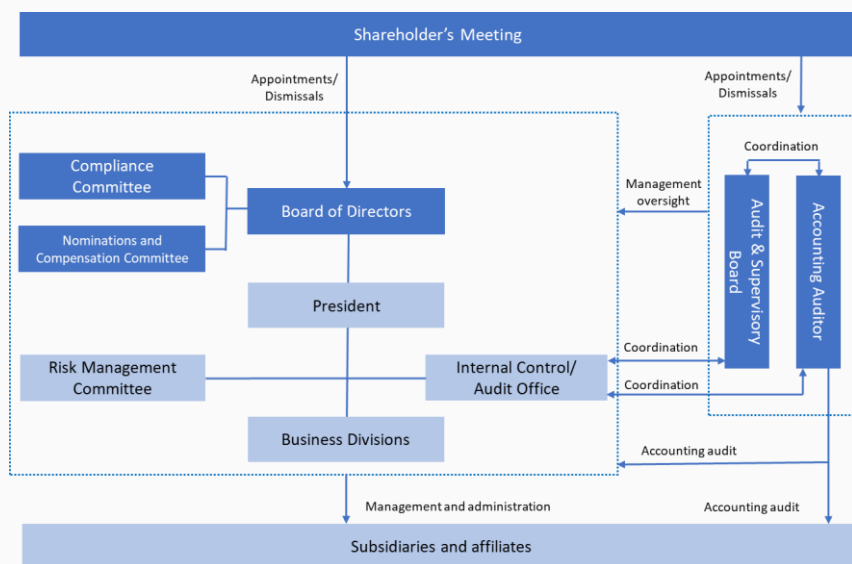 Shareholder's Meeting
Appointments/
Dismissals
Appointments/
Dismissals
Compliance
Committee
Nominations and
Compensation Committee
Board of Directors
Management
oversight
Coordination
Audit & Supervisory
Board
Accounting Auditor
President
Risk Management
Committee
Internal Control/
Audit Office
Coordination
Coordination
Business Divisions
Accounting audit
Management and administration
Accounting audit
Subsidiaries and affiliates